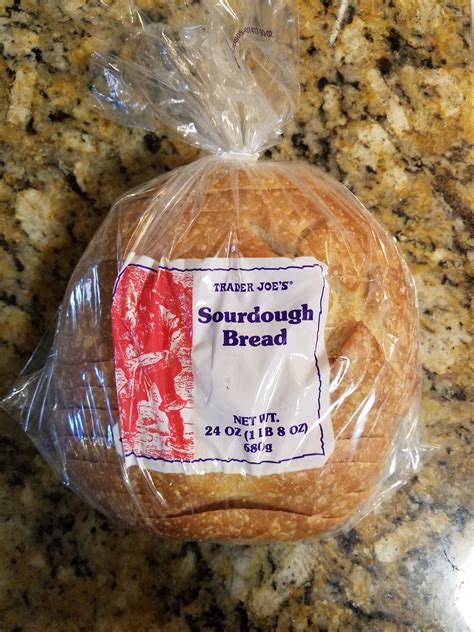 TRADER JOE'S®
Sourdough
Bread
NET WT.
24 OZ (1 LB 8 OZ)
680g